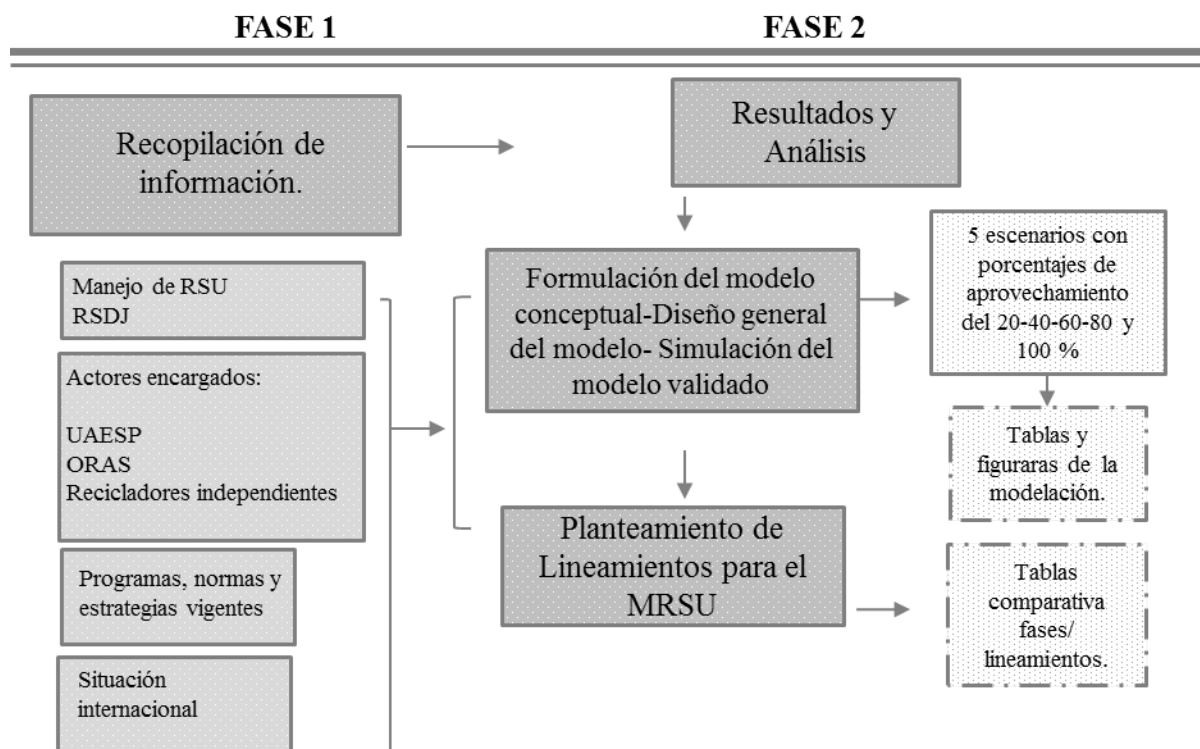 FASE 1
FASE 2
Recopilación de
información.
Resultados y
Análisis
Manejo de RSU
RSDJ
Actores encargados:
UAESP
ORAS
Recicladores independientes
Programas, normas y
estrategias vigentes
Situación
internacional
Formulación del modelo
conceptual-Diseño general
del modelo- Simulación del
modelo validado
5 escenarios con
porcentajes de
aprovechamiento
del 20-40-60-80 y
100 %
Tablas y
figuraras de la
modelación.
Planteamiento de
Lineamientos para el
MRSU
Tablas
comparativa
fases/
lineamientos.